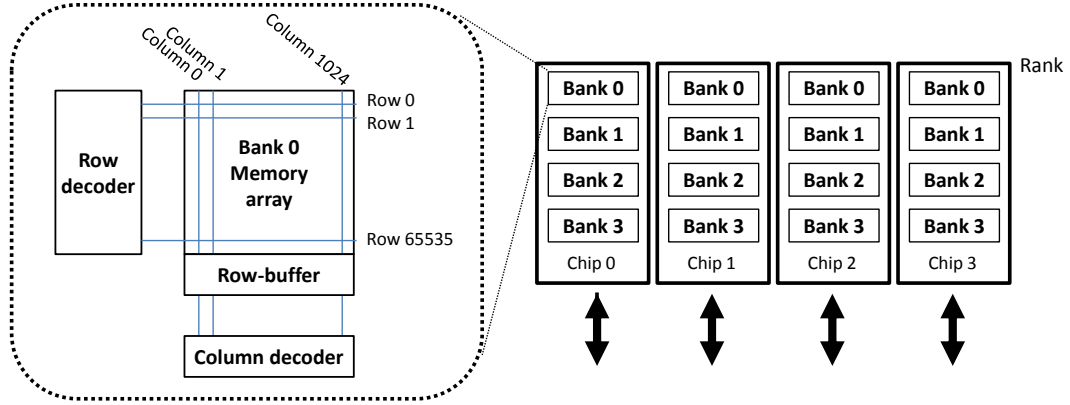 Column 0
Column 1
Column 1024
Row 0
Row 1
Row 65535
Row
decoder
Bank 0
Memory
array
Row-buffer
Column decoder
Rank
Bank 0
Bank 1
Bank 2
Bank 3
Chip 0
Bank 0
Bank 1
Bank 2
Bank 3
Chip 1
Bank 0
Bank 1
Bank 2
Bank 3
Chip 2
Bank 0
Bank 1
Bank 2
Bank 3
Chip 3